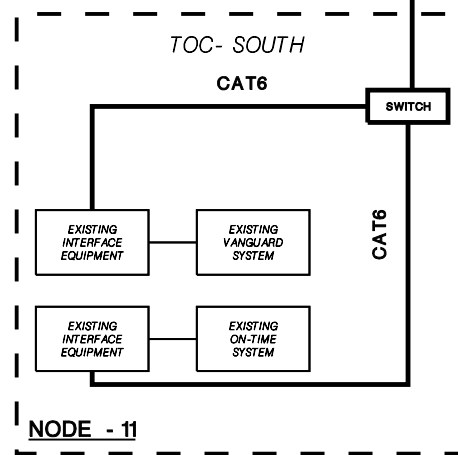 TOC- SOUTH
CAT6
SWITCH
CAT6
EXISTING
INTERFACE
EQUIPMENT
EXISTING
VANGUARD
SYSTEM
EXISTING
INTERFACE
EQUIPMENT
EXISTING
ON-TIME
SYSTEM
NODE - 11